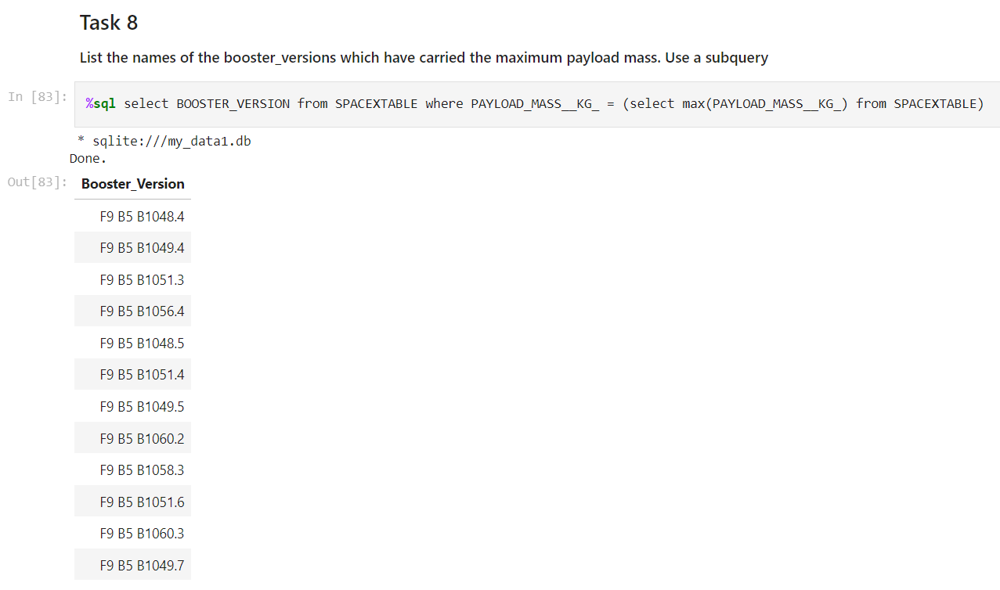 Task 8
List the names of the booster_versions which have carried the maximum payload mass. Use a subquery
In [83]: %sql select BOOSTER_VERSION from SPACEXTABLE where PAYLOAD_MASS__KG_ = (select max(PAYLOAD_MASS__KG_) from SPACEXTABLE)
* sqlite:///my_data1.db
Done.
Out[83]: Booster_Version
F9 B5 B1048.4
F9 B5 B1049.4
F9 B5 B1051.3
F9 B5 B1056.4
F9 B5 B1048.5
F9 B5 B1051.4
F9 B5 B1049.5
F9 B5 B1060.2
F9 B5 B1058.3
F9 B5 B1051.6
F9 B5 B1060.3
F9 B5 B1049.7